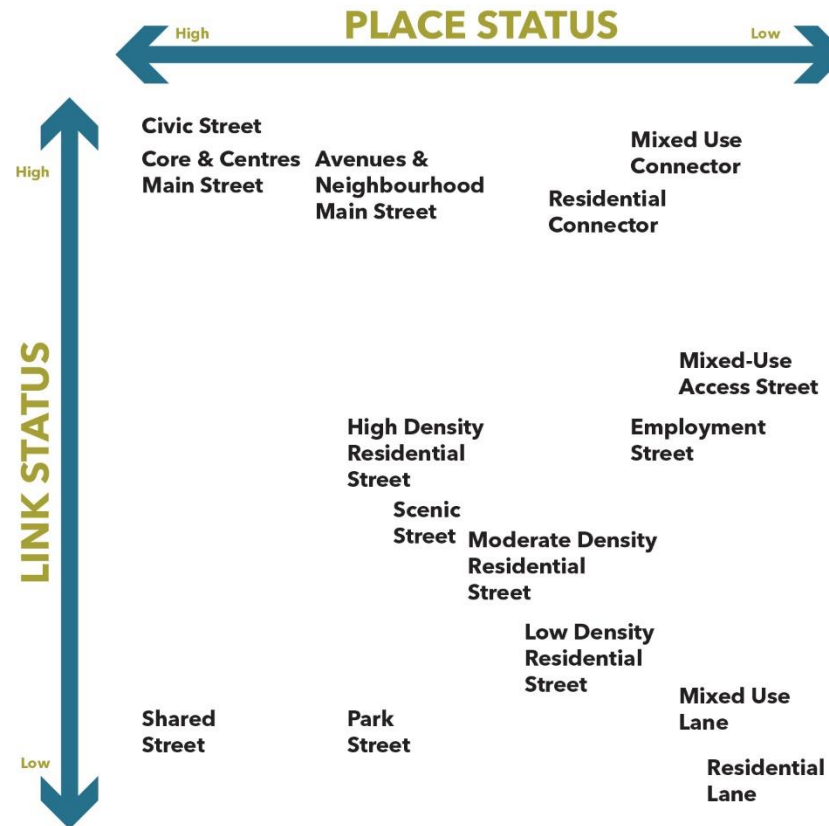 PLACE STATUS
High
Low
LINK STATUS
High
Low
Civic Street
Core & Centres
Main Street
Avenues &
Neighbourhood
Main Street
Mixed Use
Connector
Residential
Connector
Mixed-Use
Access Street
High Density
Residential
Street
Employment
Street
Scenic
Street
Moderate Density
Residential
Street
Low Density
Residential
Street
Mixed Use
Lane
Shared
Street
Park
Street
Residential
Lane